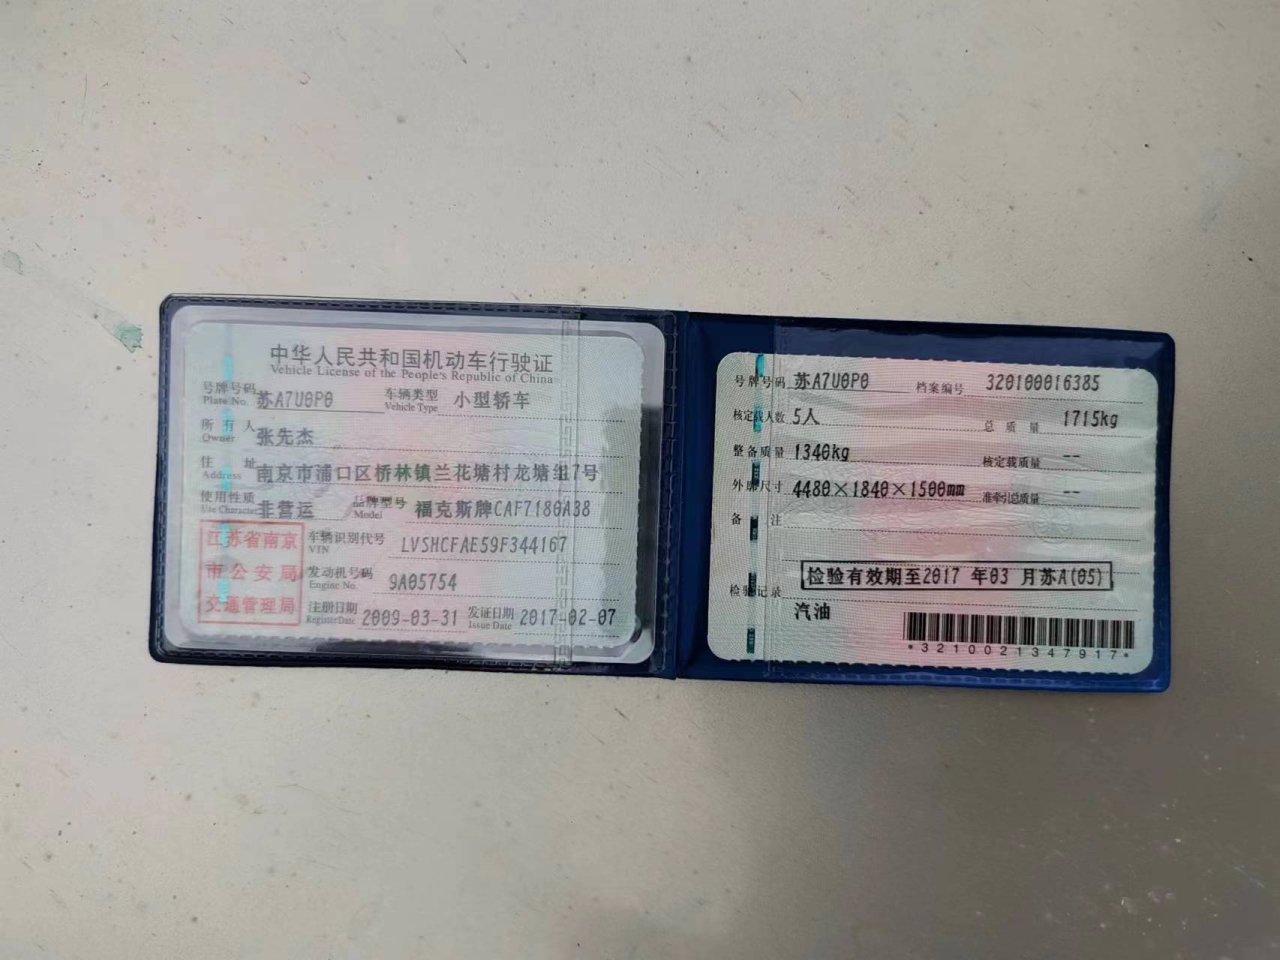 中华人民共和国机动车行驶证
Vehicle License of the People's Republic of China
号牌号码 Plate No. 苏A7U0P0 车辆类型 Vehicle Type 小型轿车
所有人 Owner 张先杰
住址 Address 南京市浦口区桥林镇兰花塘村龙塘组7号
使用性质 Use Character 非营运 品牌型号 Model 福克斯牌CAF7180A38
江苏省南京市公安局交通管理局
车辆识别代号 VIN LVSHCFAE59F344167
发动机号码 Engine No. 9A05754
注册日期 Register Date 2009-03-31 发证日期 Issue Date 2017-02-07
号牌号码 苏A7U0P0 档案编号 320100016385
核定载人数 5人 总质量 1715kg
整备质量 1340kg 核定载质量 --
外廓尺寸 4480×1840×1500mm 准牵引总质量 --
备注
检验记录 检验有效期至2017 年03 月苏A(05)
汽油
*3210021347917*